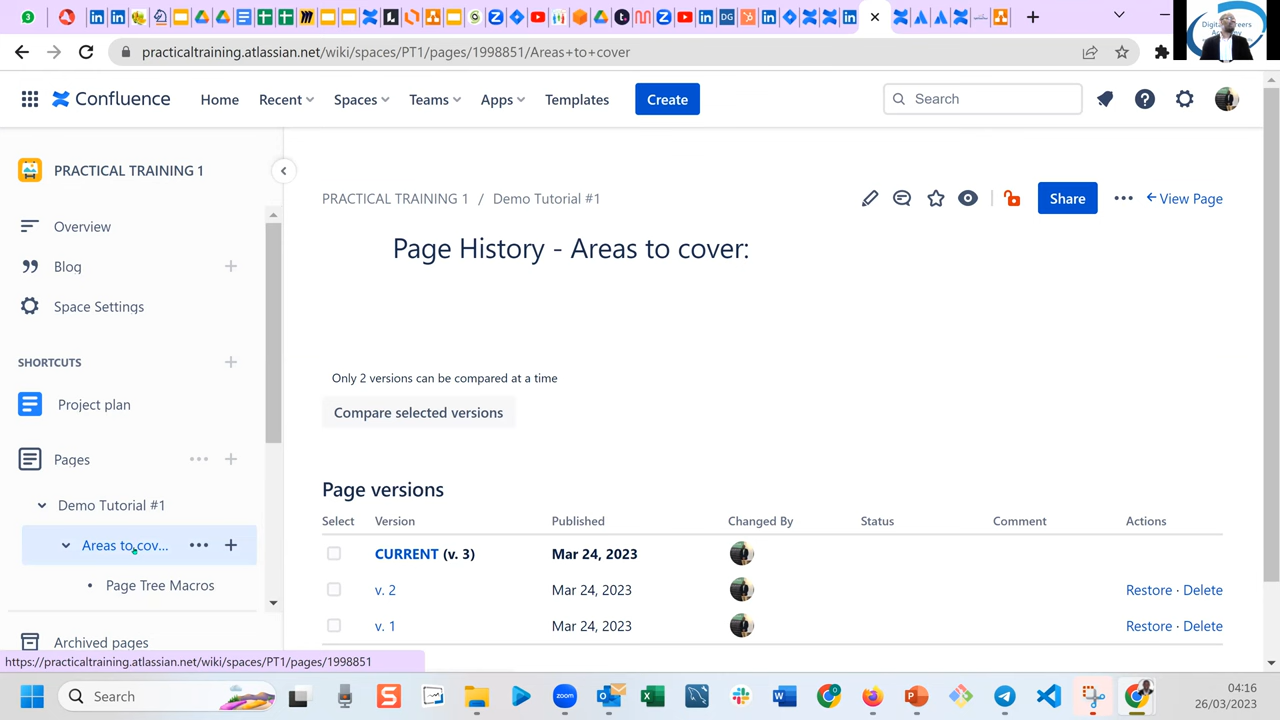 practicaltraining.atlassian.net/wiki/spaces/PT1/pages/1998851/Areas+to+cover
Confluence
Home
Recent
Spaces
Teams
Apps
Templates
Create
Search
PRACTICAL TRAINING 1
Overview
Blog
Space Settings
SHORTCUTS
Project plan
Pages
Demo Tutorial #1
Areas to cov...
Page Tree Macros
Archived pages
https://practicaltraining.atlassian.net/wiki/spaces/PT1/pages/1998851
PRACTICAL TRAINING 1 / Demo Tutorial #1
Share
View Page
Page History - Areas to cover:
Only 2 versions can be compared at a time
Compare selected versions
Page versions
Select Version Published Changed By Status Comment Actions
CURRENT (v. 3) Mar 24, 2023
v. 2 Mar 24, 2023 Restore · Delete
v. 1 Mar 24, 2023 Restore · Delete
Search
04:16
26/03/2023